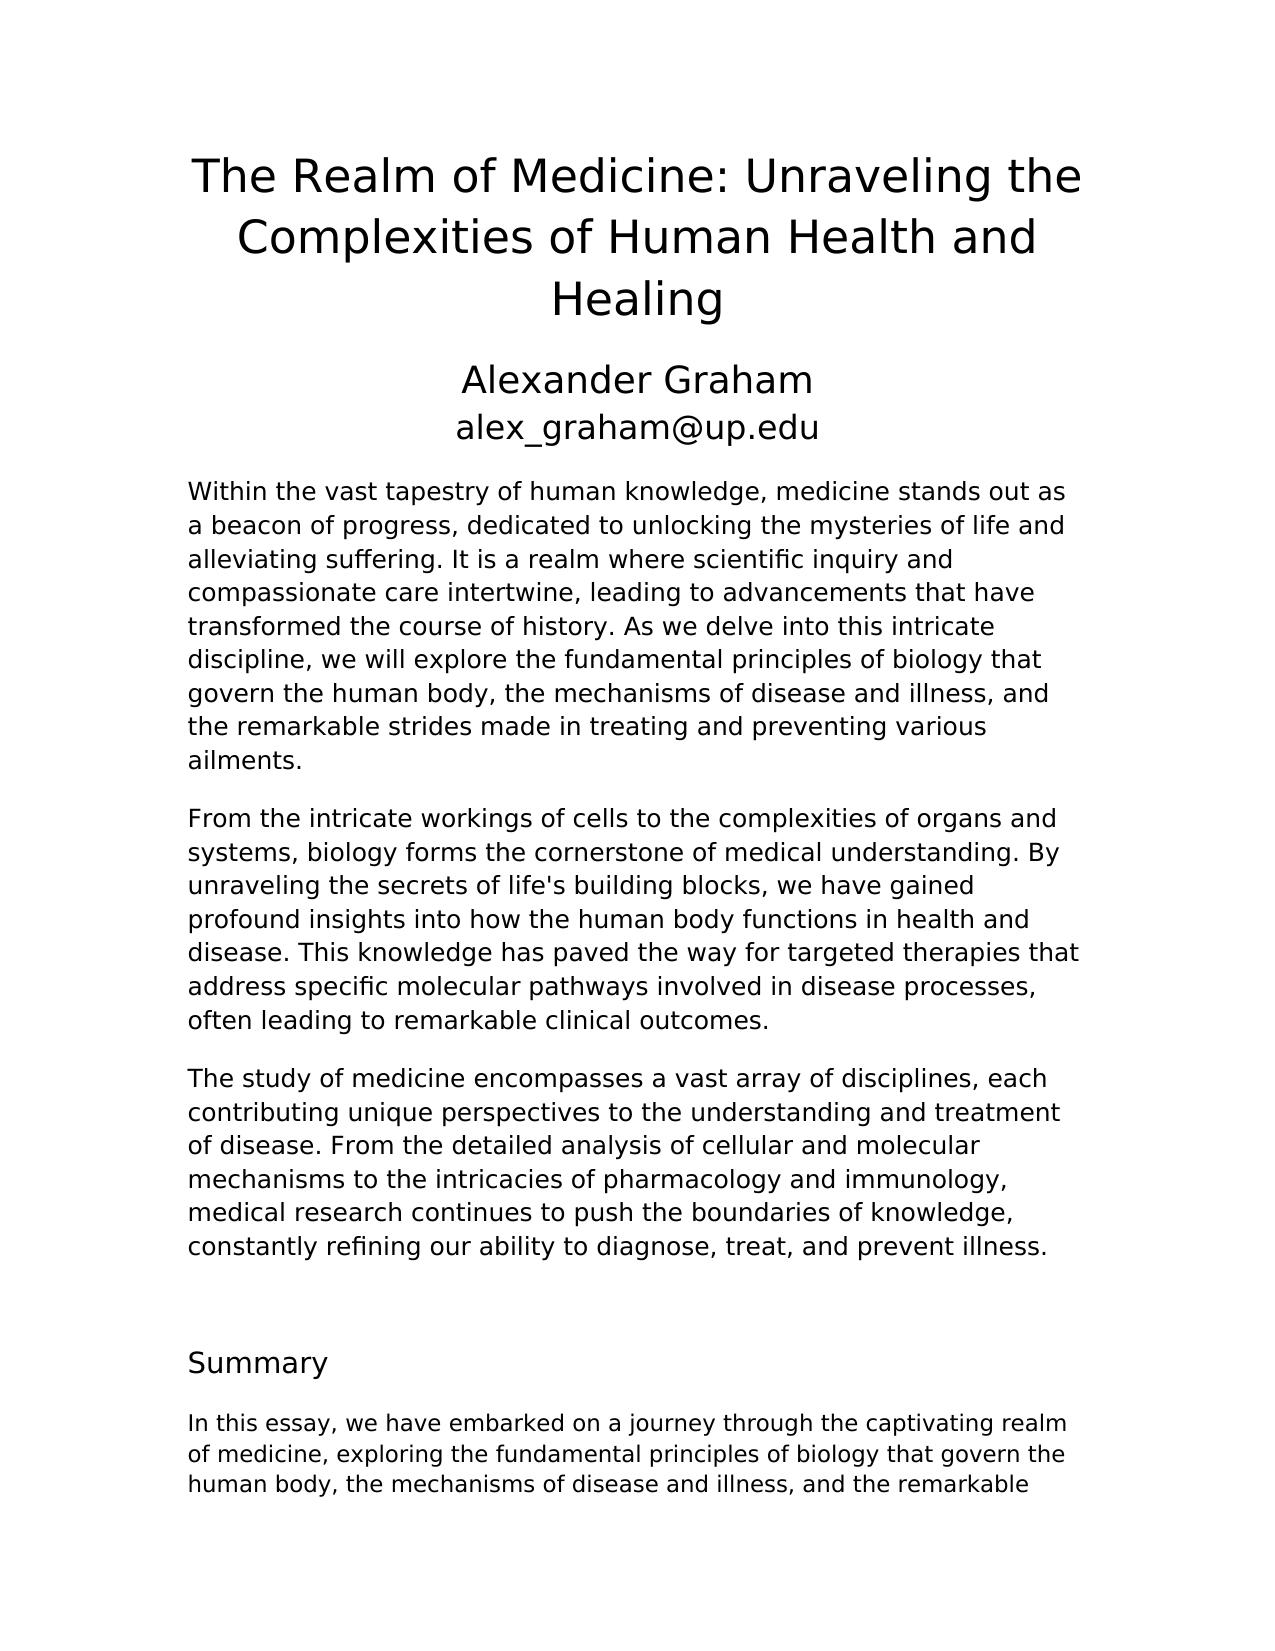 The Realm of Medicine: Unraveling the
Complexities of Human Health and
Healing
Alexander Graham
alex_graham@up.edu
Within the vast tapestry of human knowledge, medicine stands out as
a beacon of progress, dedicated to unlocking the mysteries of life and
alleviating suffering. It is a realm where scientific inquiry and
compassionate care intertwine, leading to advancements that have
transformed the course of history. As we delve into this intricate
discipline, we will explore the fundamental principles of biology that
govern the human body, the mechanisms of disease and illness, and
the remarkable strides made in treating and preventing various
ailments.
From the intricate workings of cells to the complexities of organs and
systems, biology forms the cornerstone of medical understanding. By
unraveling the secrets of life's building blocks, we have gained
profound insights into how the human body functions in health and
disease. This knowledge has paved the way for targeted therapies that
address specific molecular pathways involved in disease processes,
often leading to remarkable clinical outcomes.
The study of medicine encompasses a vast array of disciplines, each
contributing unique perspectives to the understanding and treatment
of disease. From the detailed analysis of cellular and molecular
mechanisms to the intricacies of pharmacology and immunology,
medical research continues to push the boundaries of knowledge,
constantly refining our ability to diagnose, treat, and prevent illness.
Summary
In this essay, we have embarked on a journey through the captivating realm
of medicine, exploring the fundamental principles of biology that govern the
human body, the mechanisms of disease and illness, and the remarkable